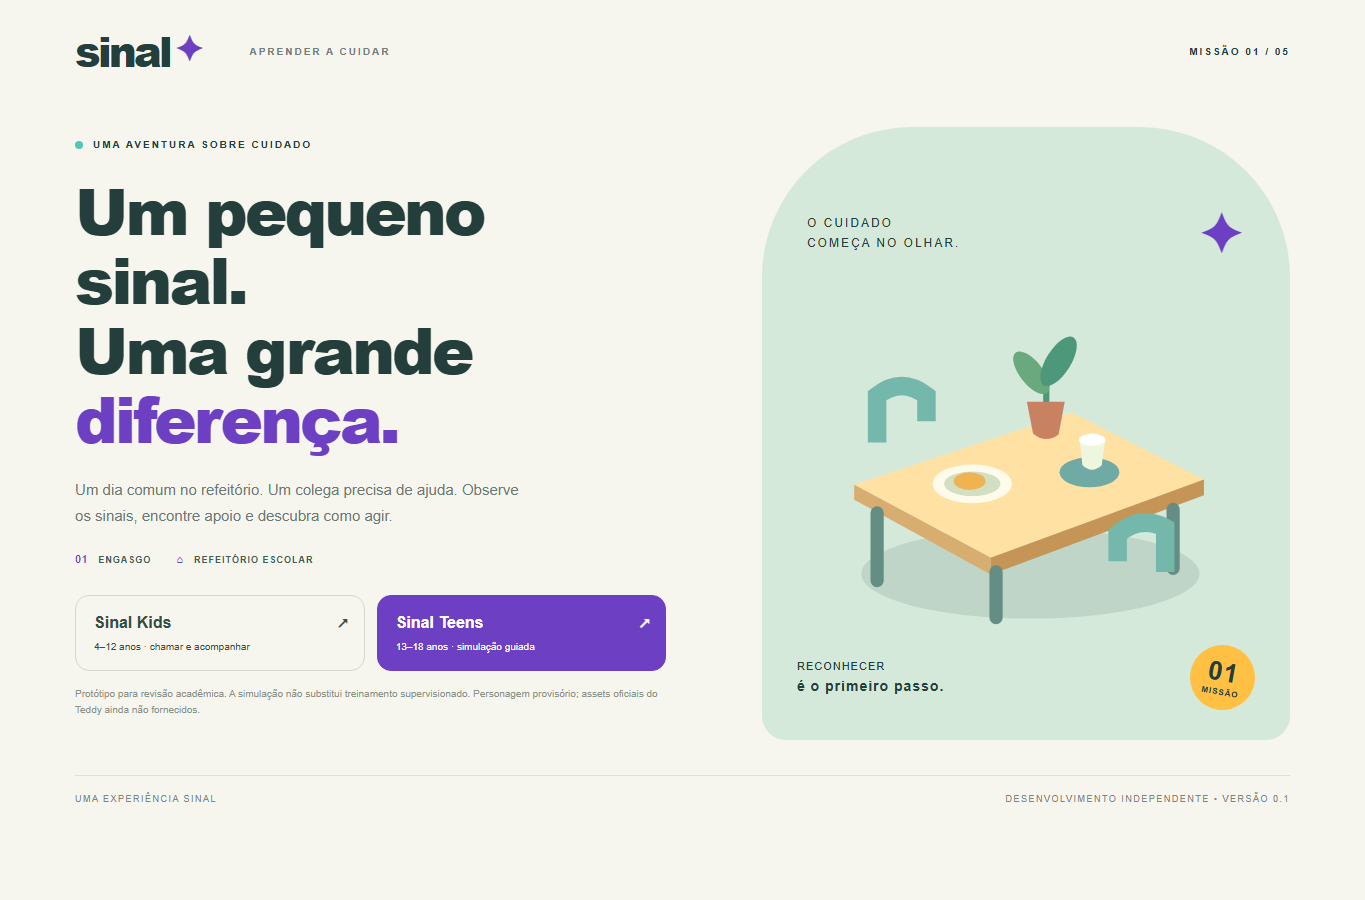 sinal
APRENDER A CUIDAR
MISSÃO 01 / 05
UMA AVENTURA SOBRE CUIDADO
Um pequeno
sinal.
Uma grande
diferença.
Um dia comum no refeitório. Um colega precisa de ajuda. Observe
os sinais, encontre apoio e descubra como agir.
01 ENGASGO ⌂ REFEITÓRIO ESCOLAR
Sinal Kids ↗
4–12 anos · chamar e acompanhar
Sinal Teens ↗
13–18 anos · simulação guiada
Protótipo para revisão acadêmica. A simulação não substitui treinamento supervisionado. Personagem provisório; assets oficiais do
Teddy ainda não fornecidos.
O CUIDADO
COMEÇA NO OLHAR.
RECONHECER
é o primeiro passo.
01
MISSÃO
UMA EXPERIÊNCIA SINAL
DESENVOLVIMENTO INDEPENDENTE • VERSÃO 0.1